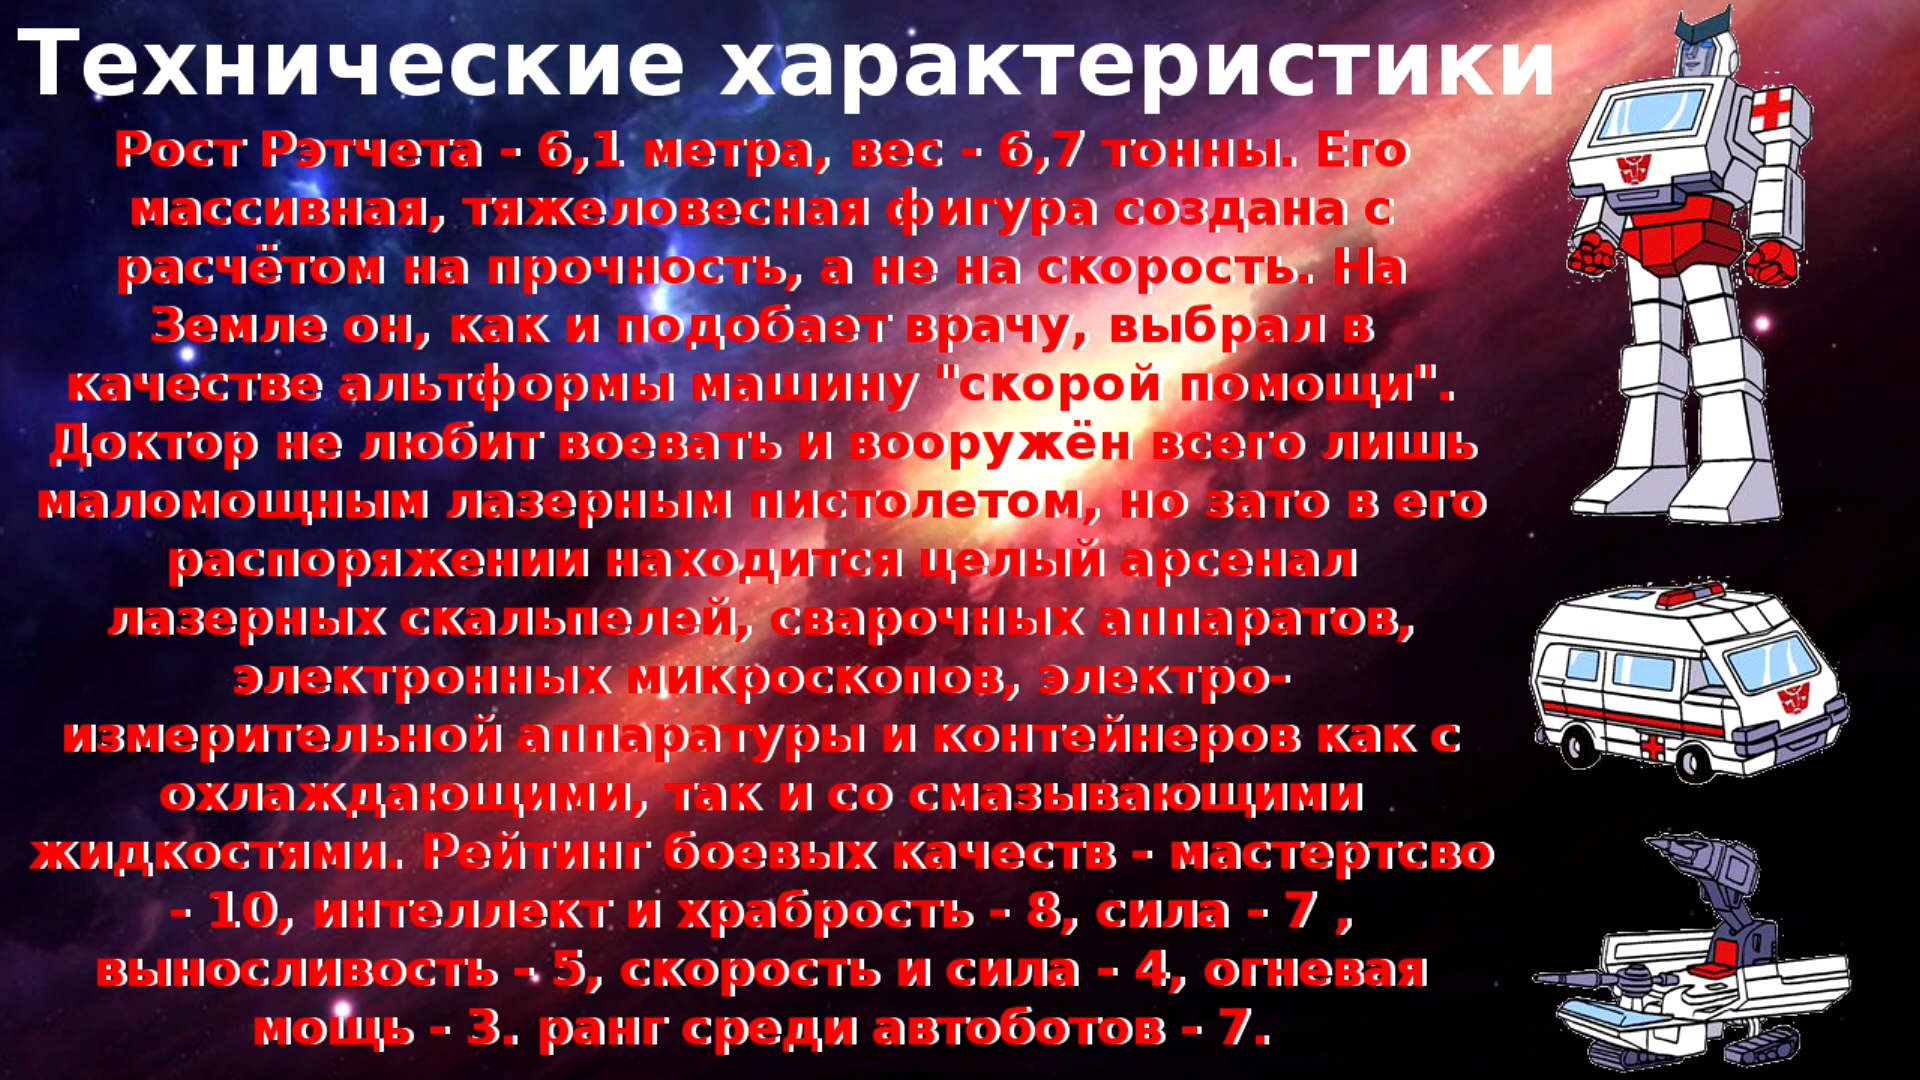 Технические характеристики
Рост Рэтчета - 6,1 метра, вес - 6,7 тонны. Его
массивная, тяжеловесная фигура создана с
расчётом на прочность, а не на скорость. На
Земле он, как и подобает врачу, выбрал в
качестве альтформы машину "скорой помощи".
Доктор не любит воевать и вооружён всего лишь
маломощным лазерным пистолетом, но зато в его
распоряжении находится целый арсенал
лазерных скальпелей, сварочных аппаратов,
электронных микроскопов, электро-
измерительной аппаратуры и контейнеров как с
охлаждающими, так и со смазывающими
жидкостями. Рейтинг боевых качеств - мастертсво
- 10, интеллект и храбрость - 8, сила - 7 ,
выносливость - 5, скорость и сила - 4, огневая
мощь - 3. ранг среди автоботов - 7.